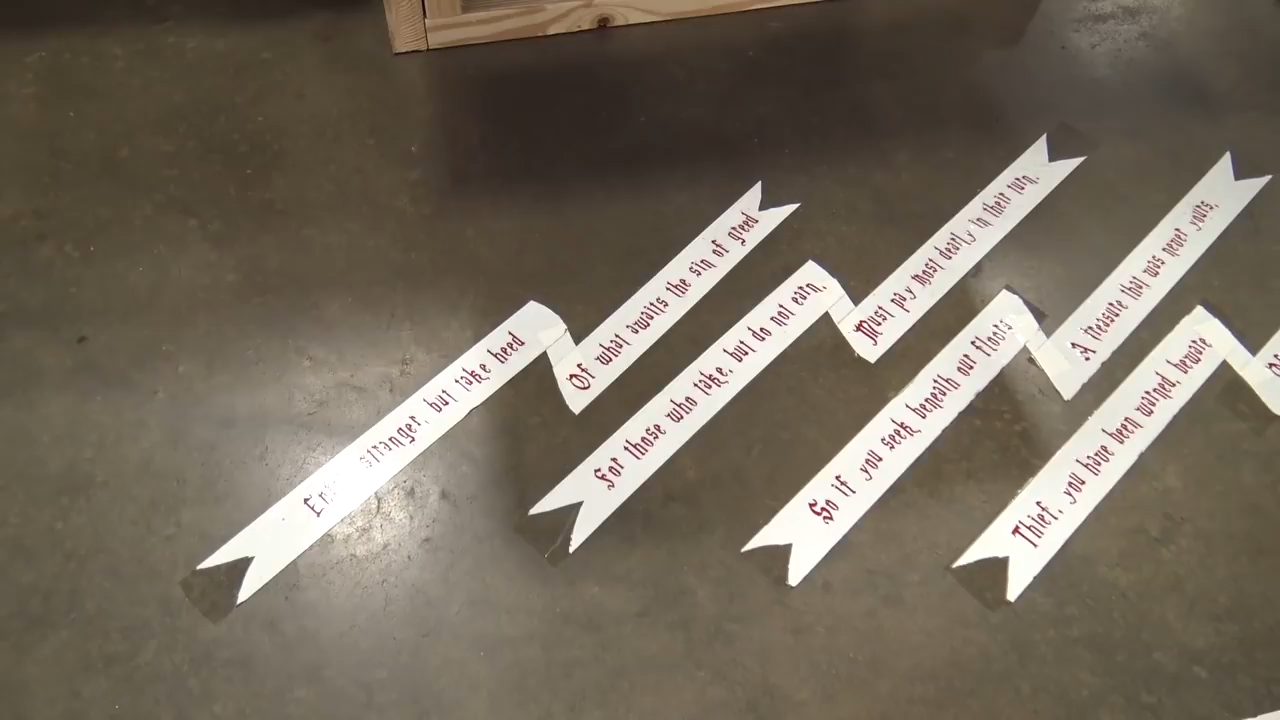 stranger, but take heed
Of what awaits the sin of greed
For those who take, but do not earn,
Must pay most dearly in their turn.
So if you seek beneath our floors
A treasure that was never yours,
Thief, you have been warned, beware